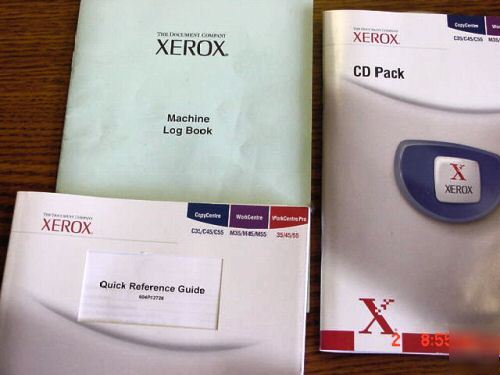 THE DOCUMENT COMPANY
XEROX
Machine
Log Book
THE DOCUMENT COMPANY
XEROX
CopyCentre
C35/C45/C55
CD Pack
X
XEROX
X
2 8:55
THE DOCUMENT COMPANY
XEROX
CopyCentre WorkCentre WorkCentre Pro
C35/C45/C55 M35/M45/M55 35/45/55
Quick Reference Guide